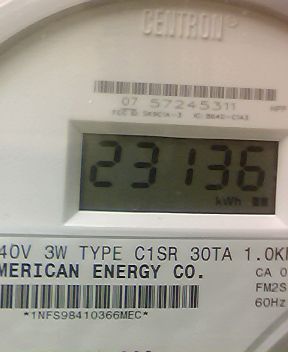 CENTRON®
07 57245311
23136
kWh
40V 3W TYPE C1SR 30TA 1.0K
MERICAN ENERGY CO.
CA 0
FM2S
60Hz
*1NFS98410366MEC*